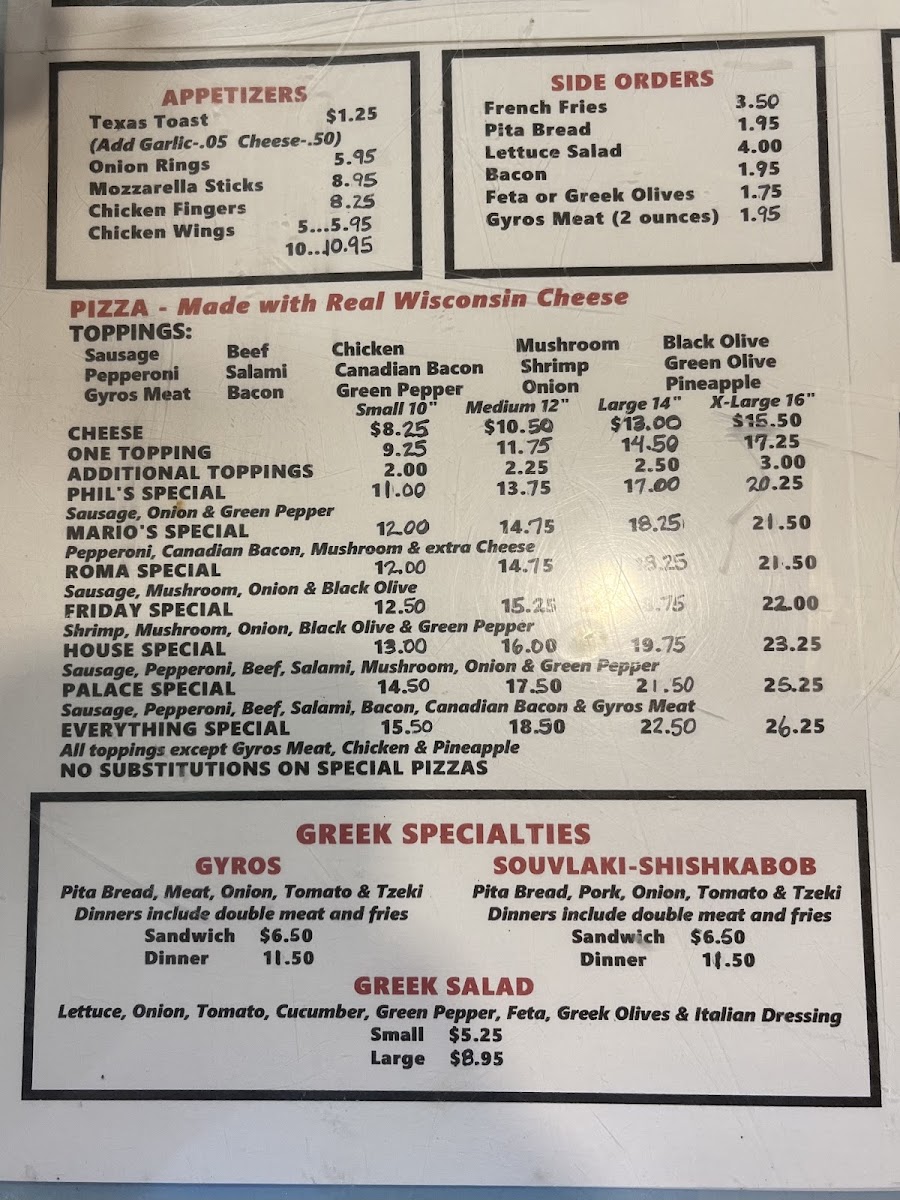 APPETIZERS
Texas Toast $1.25
(Add Garlic-.05 Cheese-.50)
Onion Rings 5.95
Mozzarella Sticks 8.95
Chicken Fingers 8.25
Chicken Wings 5...5.95
10...10.95
SIDE ORDERS
French Fries 3.50
Pita Bread 1.95
Lettuce Salad 4.00
Bacon 1.95
Feta or Greek Olives 1.75
Gyros Meat (2 ounces) 1.95
PIZZA - Made with Real Wisconsin Cheese
TOPPINGS:
Sausage Beef Chicken Mushroom Black Olive
Pepperoni Salami Canadian Bacon Shrimp Green Olive
Gyros Meat Bacon Green Pepper Onion Pineapple
Small 10" Medium 12" Large 14" X-Large 16"
CHEESE $8.25 $10.50 $13.00 $15.50
ONE TOPPING 9.25 11.75 14.50 17.25
ADDITIONAL TOPPINGS 2.00 2.25 2.50 3.00
PHIL'S SPECIAL 11.00 13.75 17.00 20.25
Sausage, Onion & Green Pepper
MARIO'S SPECIAL 12.00 14.75 18.25 21.50
Pepperoni, Canadian Bacon, Mushroom & extra Cheese
ROMA SPECIAL 12.00 14.75 18.25 21.50
Sausage, Mushroom, Onion & Black Olive
FRIDAY SPECIAL 12.50 15.25 22.00
Shrimp, Mushroom, Onion, Black Olive & Green Pepper
HOUSE SPECIAL 13.00 16.00 19.75 23.25
Sausage, Pepperoni, Beef, Salami, Mushroom, Onion & Green Pepper
PALACE SPECIAL 14.50 17.50 21.50 25.25
Sausage, Pepperoni, Beef, Salami, Bacon, Canadian Bacon & Gyros Meat
EVERYTHING SPECIAL 15.50 18.50 22.50 26.25
All toppings except Gyros Meat, Chicken & Pineapple
NO SUBSTITUTIONS ON SPECIAL PIZZAS
GREEK SPECIALTIES
GYROS
Pita Bread, Meat, Onion, Tomato & Tzeki
Dinners include double meat and fries
Sandwich $6.50
Dinner 11.50
SOUVLAKI-SHISHKABOB
Pita Bread, Pork, Onion, Tomato & Tzeki
Dinners include double meat and fries
Sandwich $6.50
Dinner 11.50
GREEK SALAD
Lettuce, Onion, Tomato, Cucumber, Green Pepper, Feta, Greek Olives & Italian Dressing
Small $5.25
Large $8.95